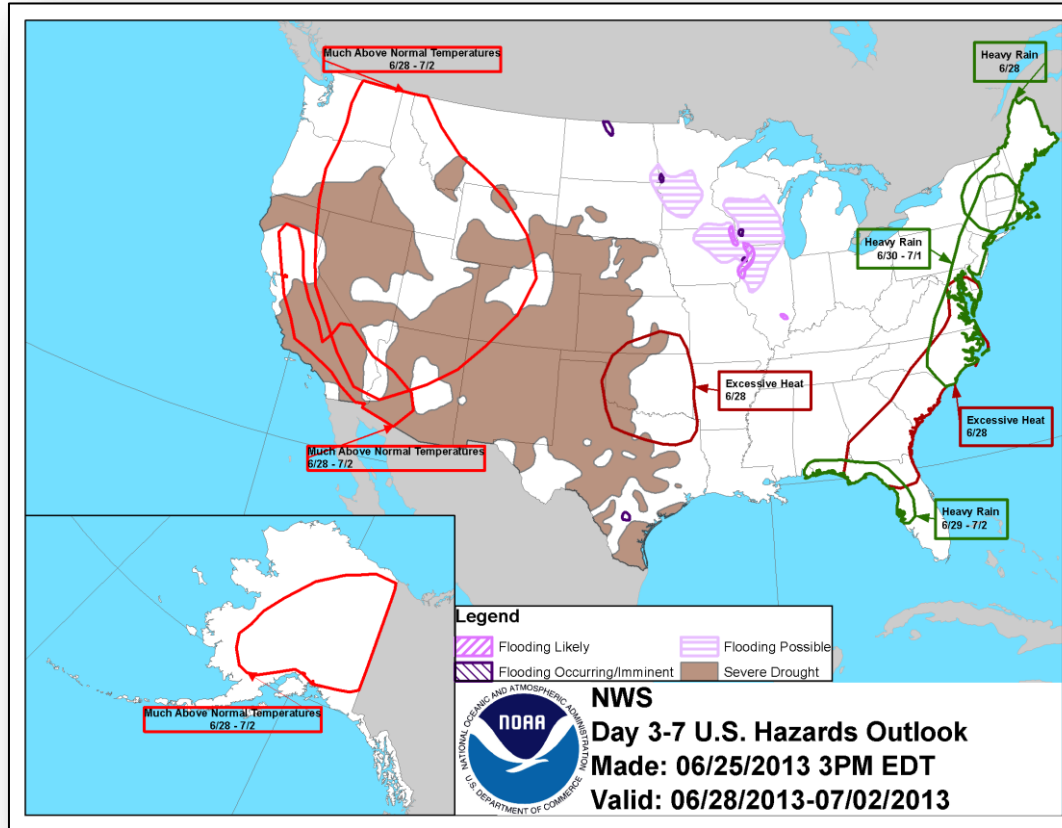 Much Above Normal Temperatures
6/28 - 7/2
Heavy Rain
6/28
Heavy Rain
6/30 - 7/1
Excessive Heat
6/28
Excessive Heat
6/28
Much Above Normal Temperatures
6/28 - 7/2
Heavy Rain
6/29 - 7/2
Much Above Normal Temperatures
6/28 - 7/2
Legend
Flooding Likely
Flooding Possible
Flooding Occurring/Imminent
Severe Drought
NATIONAL OCEANIC AND ATMOSPHERIC ADMINISTRATION
NOAA
U.S. DEPARTMENT OF COMMERCE
NWS
Day 3-7 U.S. Hazards Outlook
Made: 06/25/2013 3PM EDT
Valid: 06/28/2013-07/02/2013